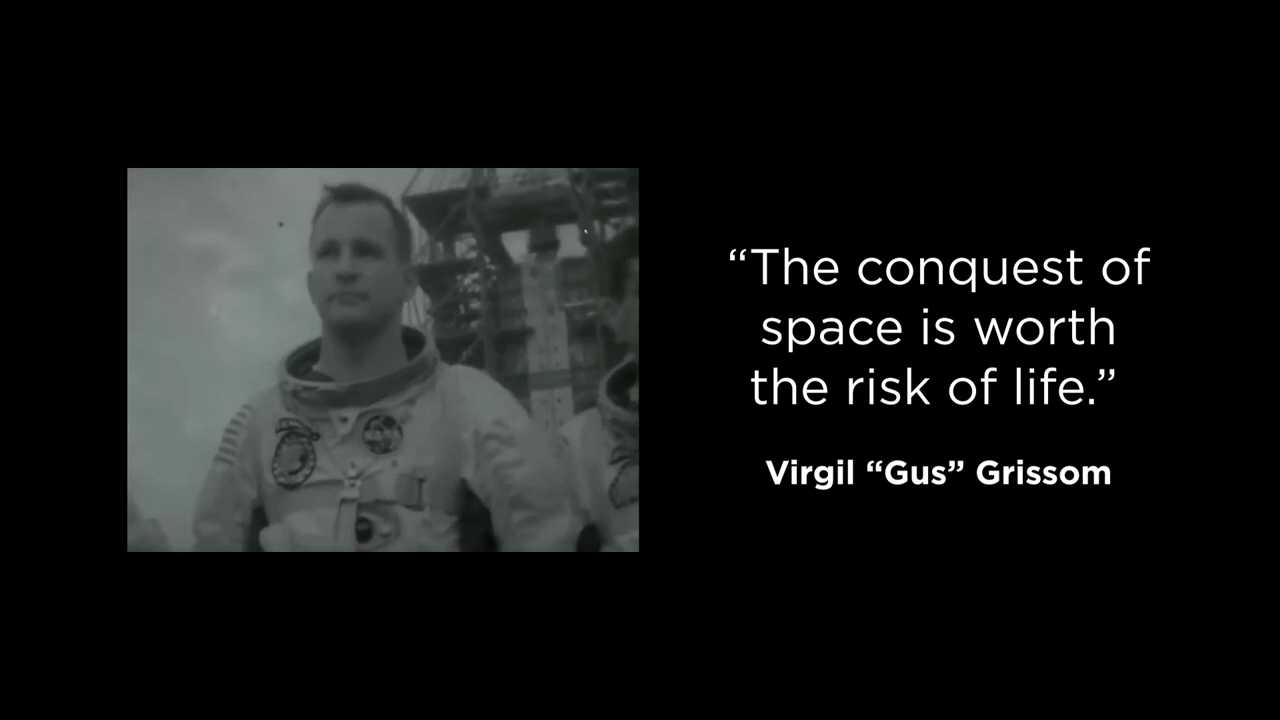 “The conquest of
space is worth
the risk of life.”
Virgil “Gus” Grissom